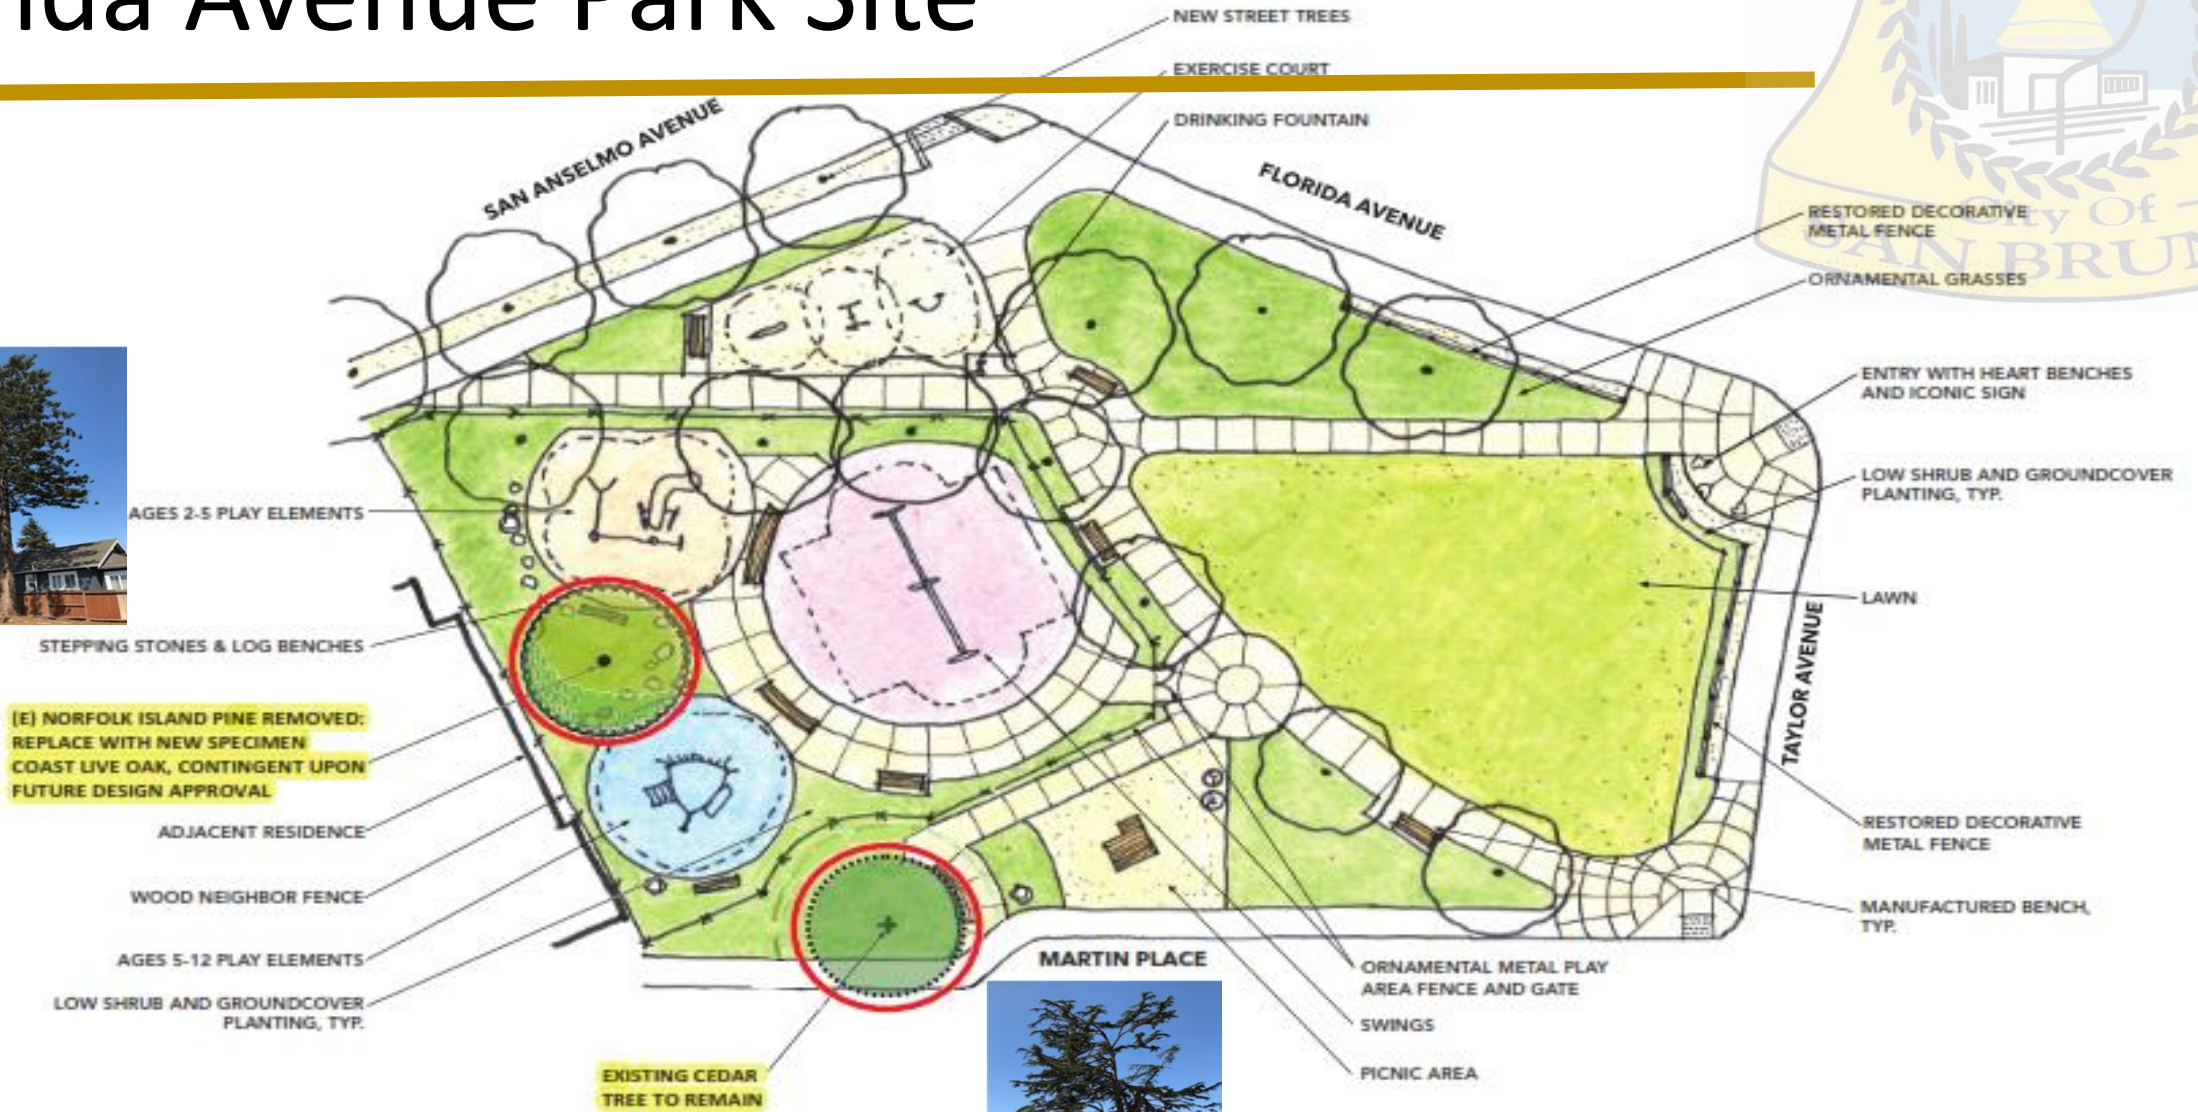 ida Avenue Park Site
NEW STREET TREES
EXERCISE COURT
DRINKING FOUNTAIN
SAN ANSELMO AVENUE
FLORIDA AVENUE
City Of
SAN BRUN
RESTORED DECORATIVE
METAL FENCE
ORNAMENTAL GRASSES
ENTRY WITH HEART BENCHES
AND ICONIC SIGN
LOW SHRUB AND GROUNDCOVER
PLANTING, TYP.
LAWN
TAYLOR AVENUE
RESTORED DECORATIVE
METAL FENCE
MANUFACTURED BENCH,
TYP.
AGES 2-5 PLAY ELEMENTS
STEPPING STONES & LOG BENCHES
(E) NORFOLK ISLAND PINE REMOVED:
REPLACE WITH NEW SPECIMEN
COAST LIVE OAK, CONTINGENT UPON
FUTURE DESIGN APPROVAL
ADJACENT RESIDENCE
WOOD NEIGHBOR FENCE
AGES 5-12 PLAY ELEMENTS
LOW SHRUB AND GROUNDCOVER
PLANTING, TYP.
EXISTING CEDAR
TREE TO REMAIN
MARTIN PLACE
ORNAMENTAL METAL PLAY
AREA FENCE AND GATE
SWINGS
PICNIC AREA